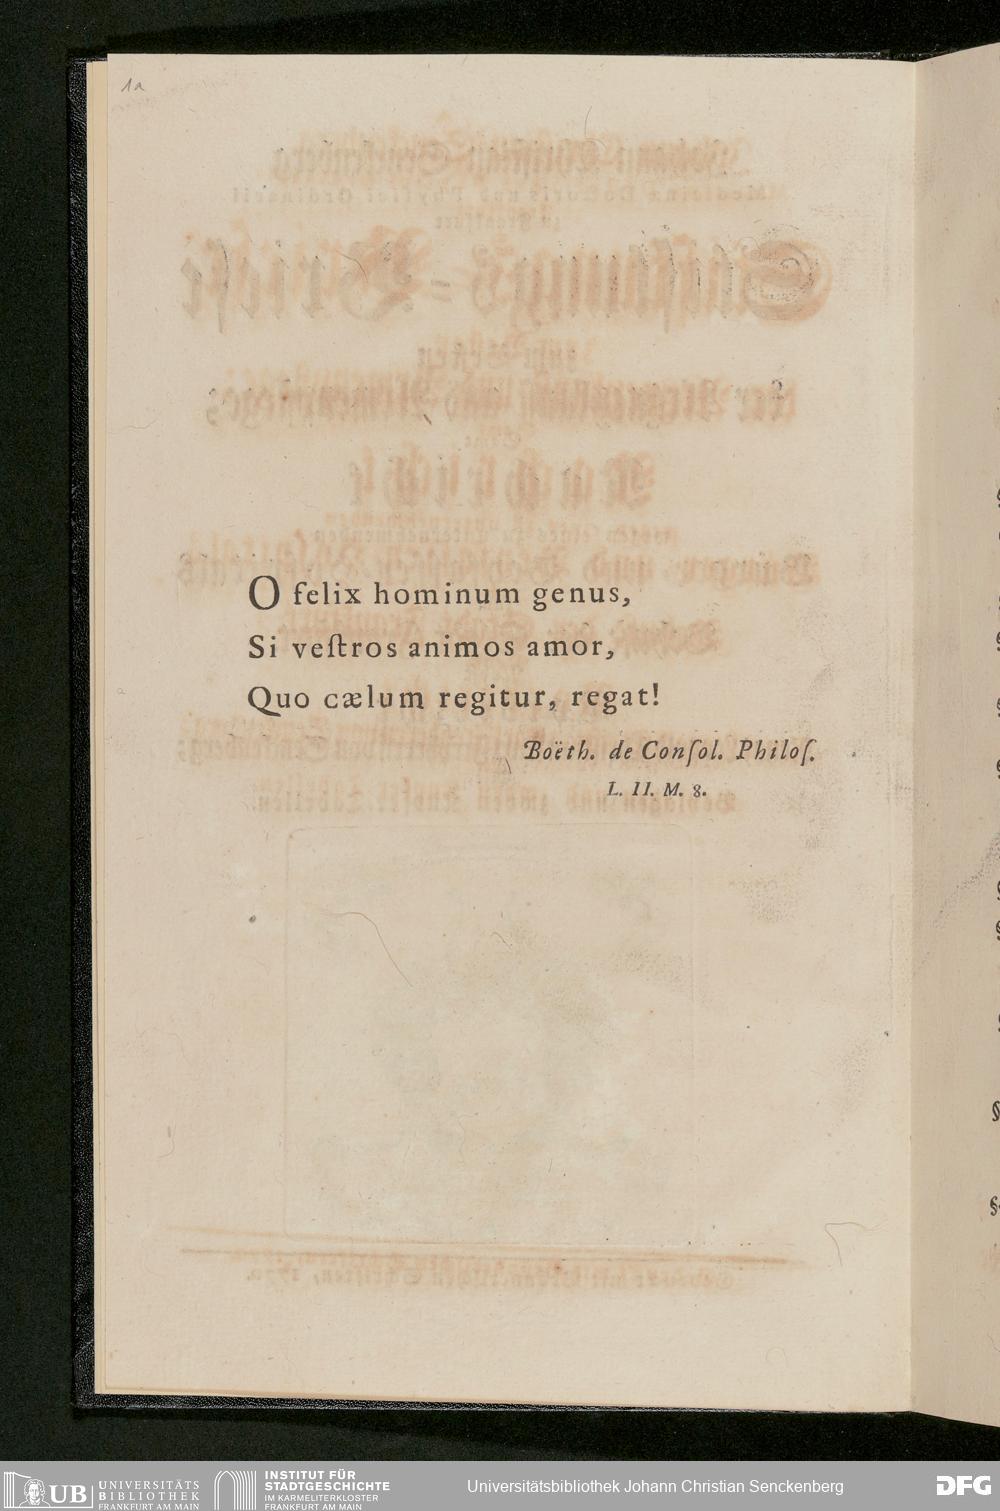 1a
O felix hominum genus,
Si veſtros animos amor,
Quo cælum regitur, regat!
Boëth. de Conſol. Philoſ.
L. II. M. 8.
UB UNIVERSITÄTS
BIBLIOTHEK
FRANKFURT AM MAIN
INSTITUT FÜR
STADTGESCHICHTE
IM KARMELITERKLOSTER
FRANKFURT AM MAIN
Universitätsbibliothek Johann Christian Senckenberg
DFG